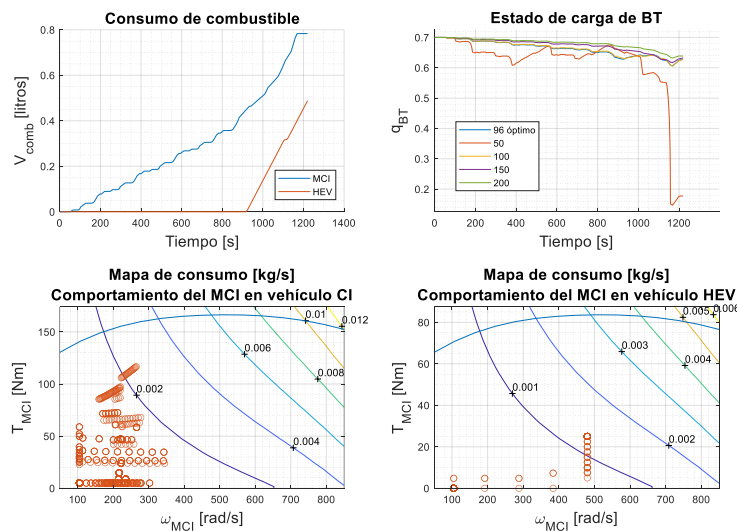 Consumo de combustible
0.8
0.6
0.4
0.2
0
0 200 400 600 800 1000 1200 1400
V_comb [litros]
Tiempo [s]
MCI
HEV
Estado de carga de BT
0.7
0.6
0.5
0.4
0.3
0.2
0 200 400 600 800 1000 1200
q_BT
Tiempo [s]
96 óptimo
50
100
150
200
Mapa de consumo [kg/s]
Comportamiento del MCI en vehículo CI
150
100
50
0
100 200 300 400 500 600 700 800
T_MCI [Nm]
ω_MCI [rad/s]
0.01
0.012
0.006
0.008
0.002
0.004
Mapa de consumo [kg/s]
Comportamiento del MCI en vehículo HEV
80
60
40
20
0
100 200 300 400 500 600 700 800
T_MCI [Nm]
ω_MCI [rad/s]
0.006
0.005
0.003
0.004
0.001
0.002